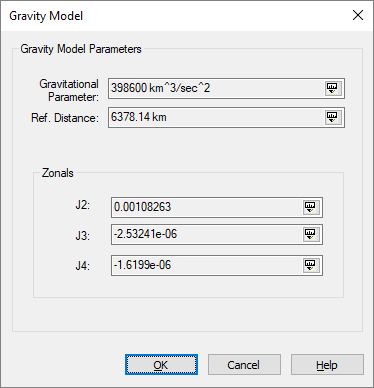 Gravity Model
Gravity Model Parameters
Gravitational
Parameter:
398600 km^3/sec^2
Ref. Distance:
6378.14 km
Zonals
J2:
0.00108263
J3:
-2.53241e-06
J4:
-1.6199e-06
OK
Cancel
Help